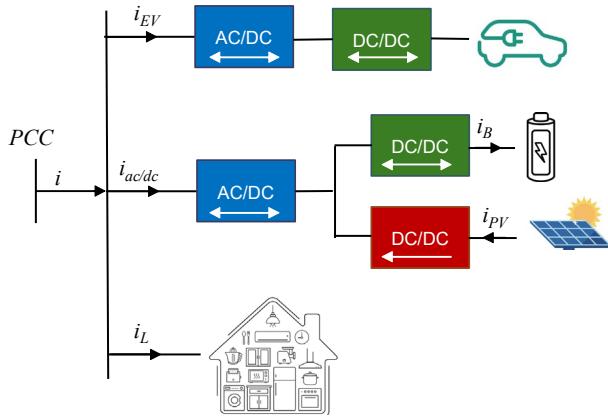 i_EV
AC/DC
DC/DC
PCC
i
i_ac/dc
AC/DC
DC/DC
i_B
DC/DC
i_PV
i_L